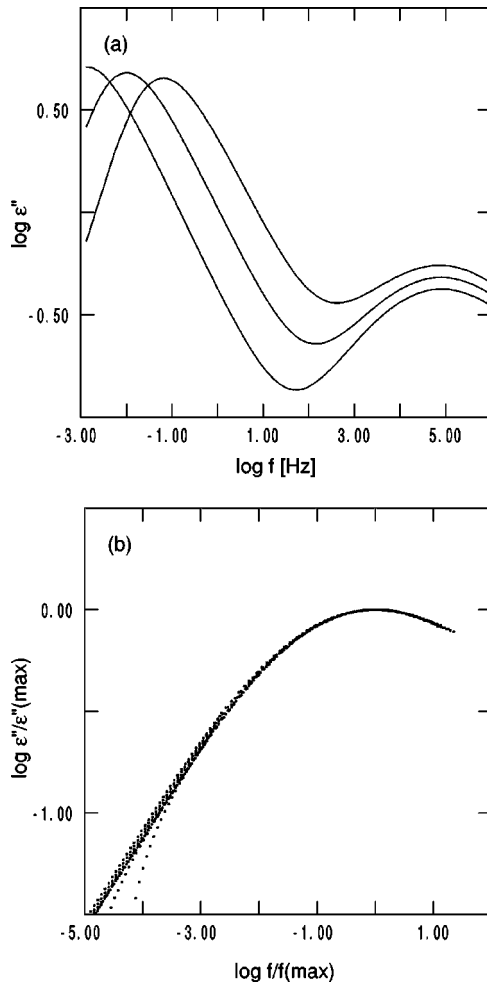 (a)
0.50
-0.50
log ε"
-3.00 -1.00 1.00 3.00 5.00
log f [Hz]
(b)
0.00
-1.00
log ε"/ε"(max)
-5.00 -3.00 -1.00 1.00
log f/f(max)